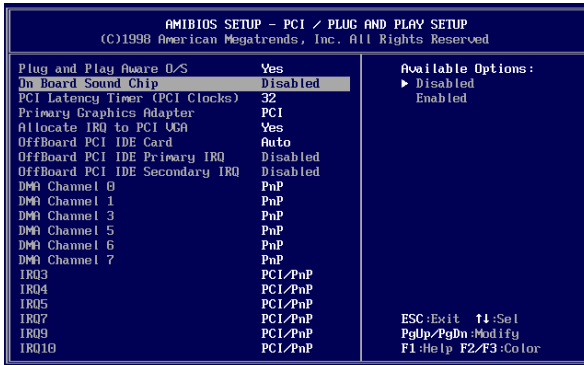 AMIBIOS SETUP - PCI / PLUG AND PLAY SETUP
(C)1998 American Megatrends, Inc. All Rights Reserved
Plug and Play Aware O/S Yes
On Board Sound Chip Disabled
PCI Latency Timer (PCI Clocks) 32
Primary Graphics Adapter PCI
Allocate IRQ to PCI VGA Yes
OffBoard PCI IDE Card Auto
OffBoard PCI IDE Primary IRQ Disabled
OffBoard PCI IDE Secondary IRQ Disabled
DMA Channel 0 PnP
DMA Channel 1 PnP
DMA Channel 3 PnP
DMA Channel 5 PnP
DMA Channel 6 PnP
DMA Channel 7 PnP
IRQ3 PCI/PnP
IRQ4 PCI/PnP
IRQ5 PCI/PnP
IRQ7 PCI/PnP
IRQ9 PCI/PnP
IRQ10 PCI/PnP
Available Options:
▶ Disabled
Enabled
ESC:Exit ↑↓:Sel
PgUp/PgDn:Modify
F1:Help F2/F3:Color